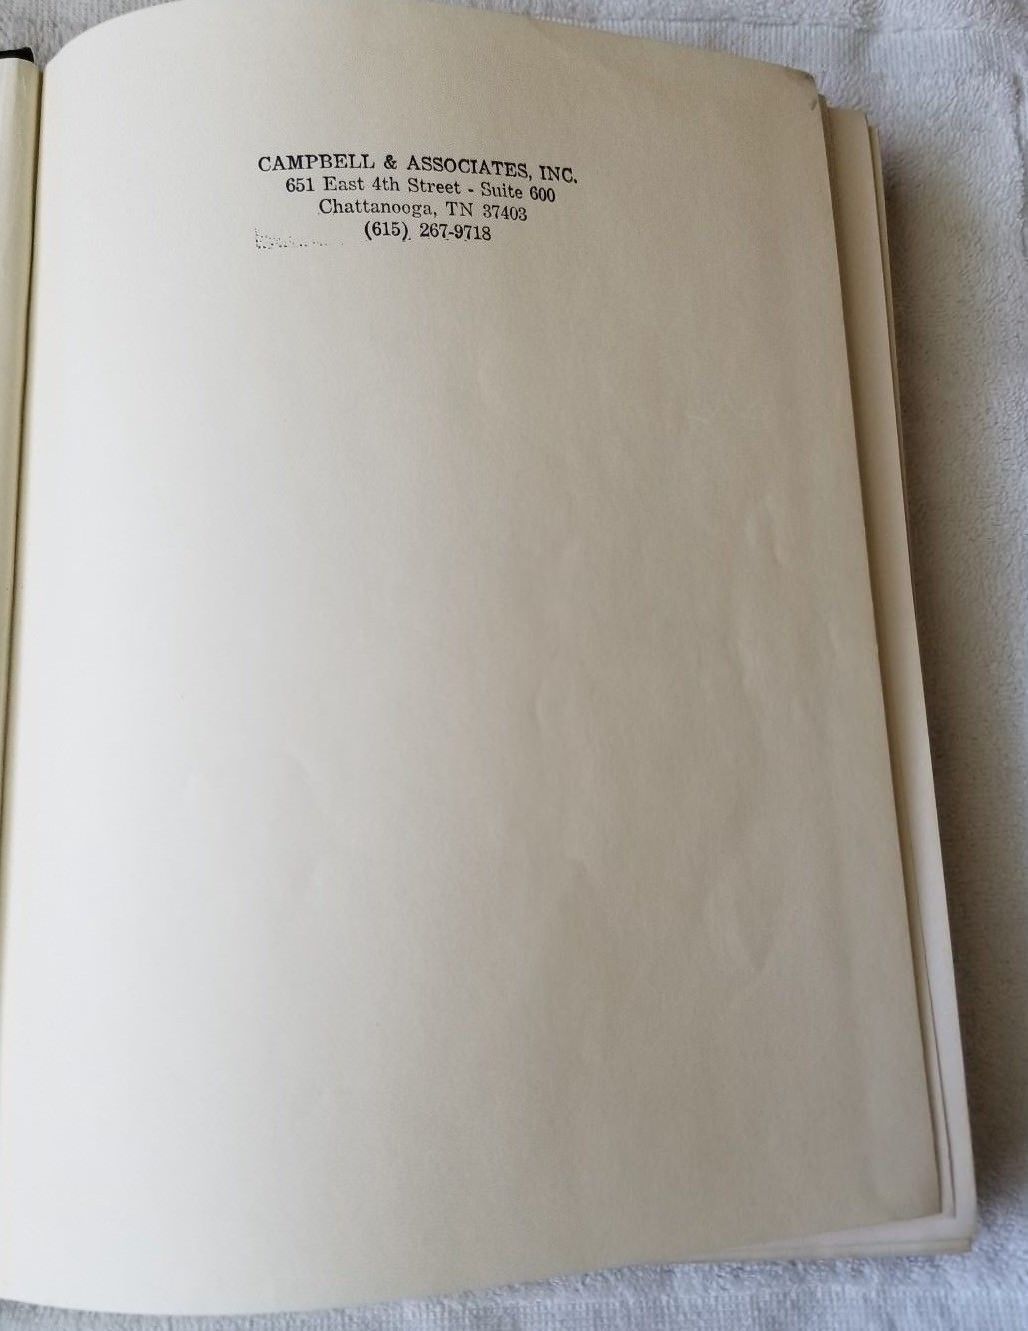 CAMPBELL & ASSOCIATES, INC.
651 East 4th Street - Suite 600
Chattanooga, TN 37403
(615) 267-9718